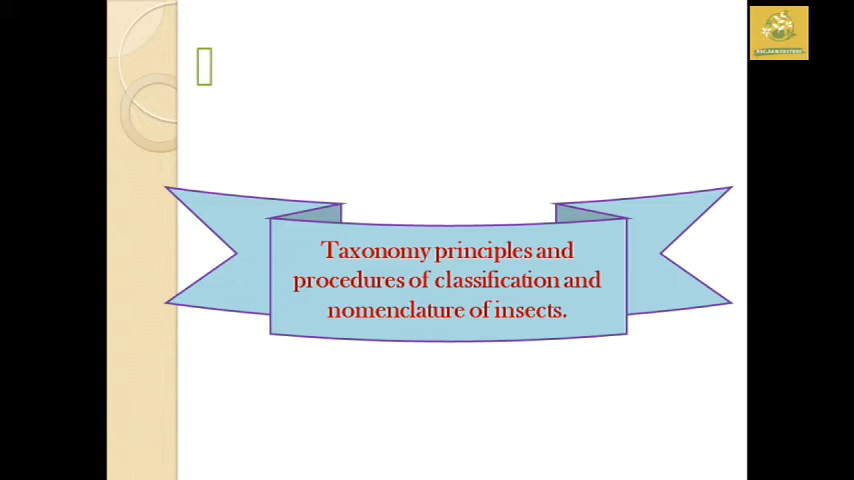 Taxonomy principles and
procedures of classification and
nomenclature of insects.